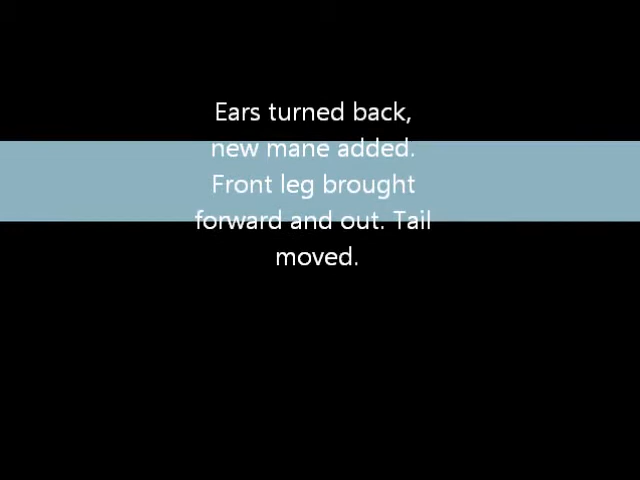 Ears turned back,
new mane added.
Front leg brought
forward and out. Tail
moved.